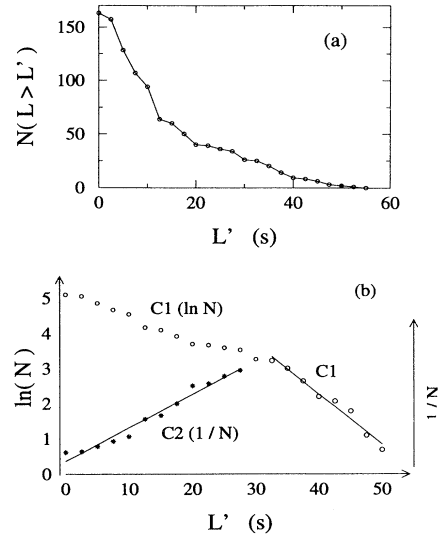 (a)
N(L>L')
150
100
50
0
0 20 40 60
L' (s)
(b)
ln(N)
5
4
3
2
1
0
C1 (ln N)
C1
C2 (1 / N)
1 / N
0 10 20 30 40 50
L' (s)